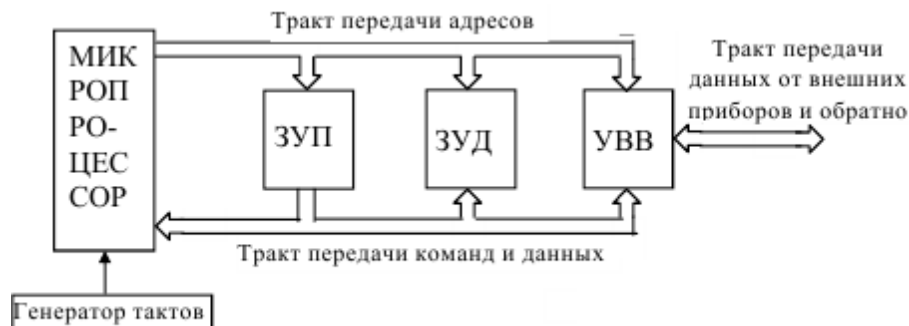 Тракт передачи адресов
МИК
РОП
РО-
ЦЕС
СОР
ЗУП
ЗУД
УВВ
Тракт передачи
данных от внешних
приборов и обратно
Тракт передачи команд и данных
Генератор тактов